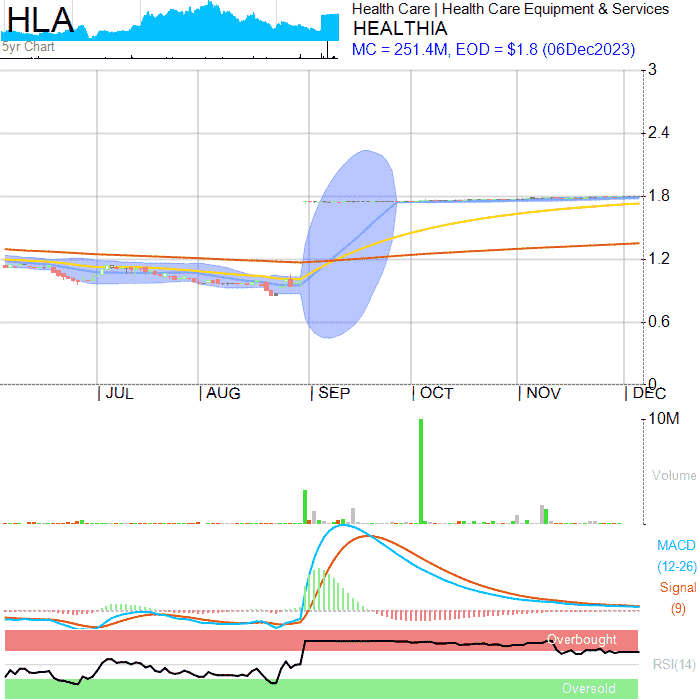 HLA
5yr Chart
Health Care | Health Care Equipment & Services
HEALTHIA
MC = 251.4M, EOD = $1.8 (06Dec2023)
3
2.4
1.8
1.2
0.6
0
JUL
AUG
SEP
OCT
NOV
DEC
10M
Volume
MACD
(12-26)
Signal
(9)
Overbought
RSI(14)
Oversold